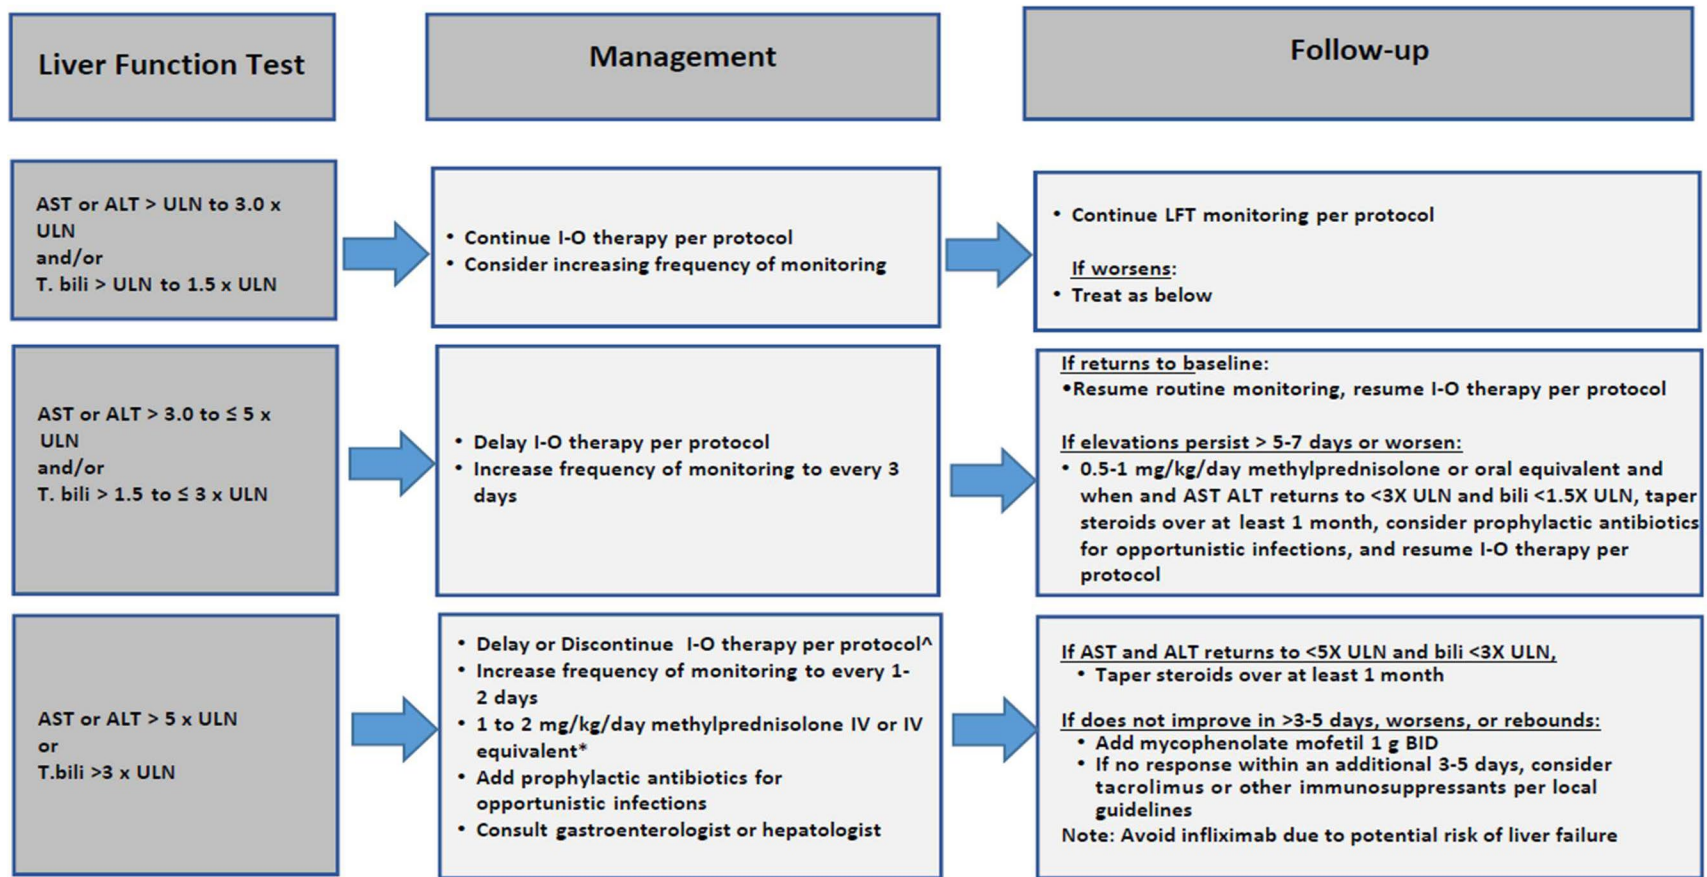 Liver Function Test
Management
Follow-up
AST or ALT > ULN to 3.0 x
ULN
and/or
T. bili > ULN to 1.5 x ULN
• Continue I-O therapy per protocol
• Consider increasing frequency of monitoring
• Continue LFT monitoring per protocol
If worsens:
• Treat as below
AST or ALT > 3.0 to ≤ 5 x
ULN
and/or
T. bili > 1.5 to ≤ 3 x ULN
• Delay I-O therapy per protocol
• Increase frequency of monitoring to every 3
days
If returns to baseline:
•Resume routine monitoring, resume I-O therapy per protocol
If elevations persist > 5-7 days or worsen:
• 0.5-1 mg/kg/day methylprednisolone or oral equivalent and
when and AST ALT returns to <3X ULN and bili <1.5X ULN, taper
steroids over at least 1 month, consider prophylactic antibiotics
for opportunistic infections, and resume I-O therapy per
protocol
AST or ALT > 5 x ULN
or
T.bili >3 x ULN
• Delay or Discontinue I-O therapy per protocol^
• Increase frequency of monitoring to every 1-
2 days
• 1 to 2 mg/kg/day methylprednisolone IV or IV
equivalent*
• Add prophylactic antibiotics for
opportunistic infections
• Consult gastroenterologist or hepatologist
If AST and ALT returns to <5X ULN and bili <3X ULN,
• Taper steroids over at least 1 month
If does not improve in >3-5 days, worsens, or rebounds:
• Add mycophenolate mofetil 1 g BID
• If no response within an additional 3-5 days, consider
tacrolimus or other immunosuppressants per local
guidelines
Note: Avoid infliximab due to potential risk of liver failure